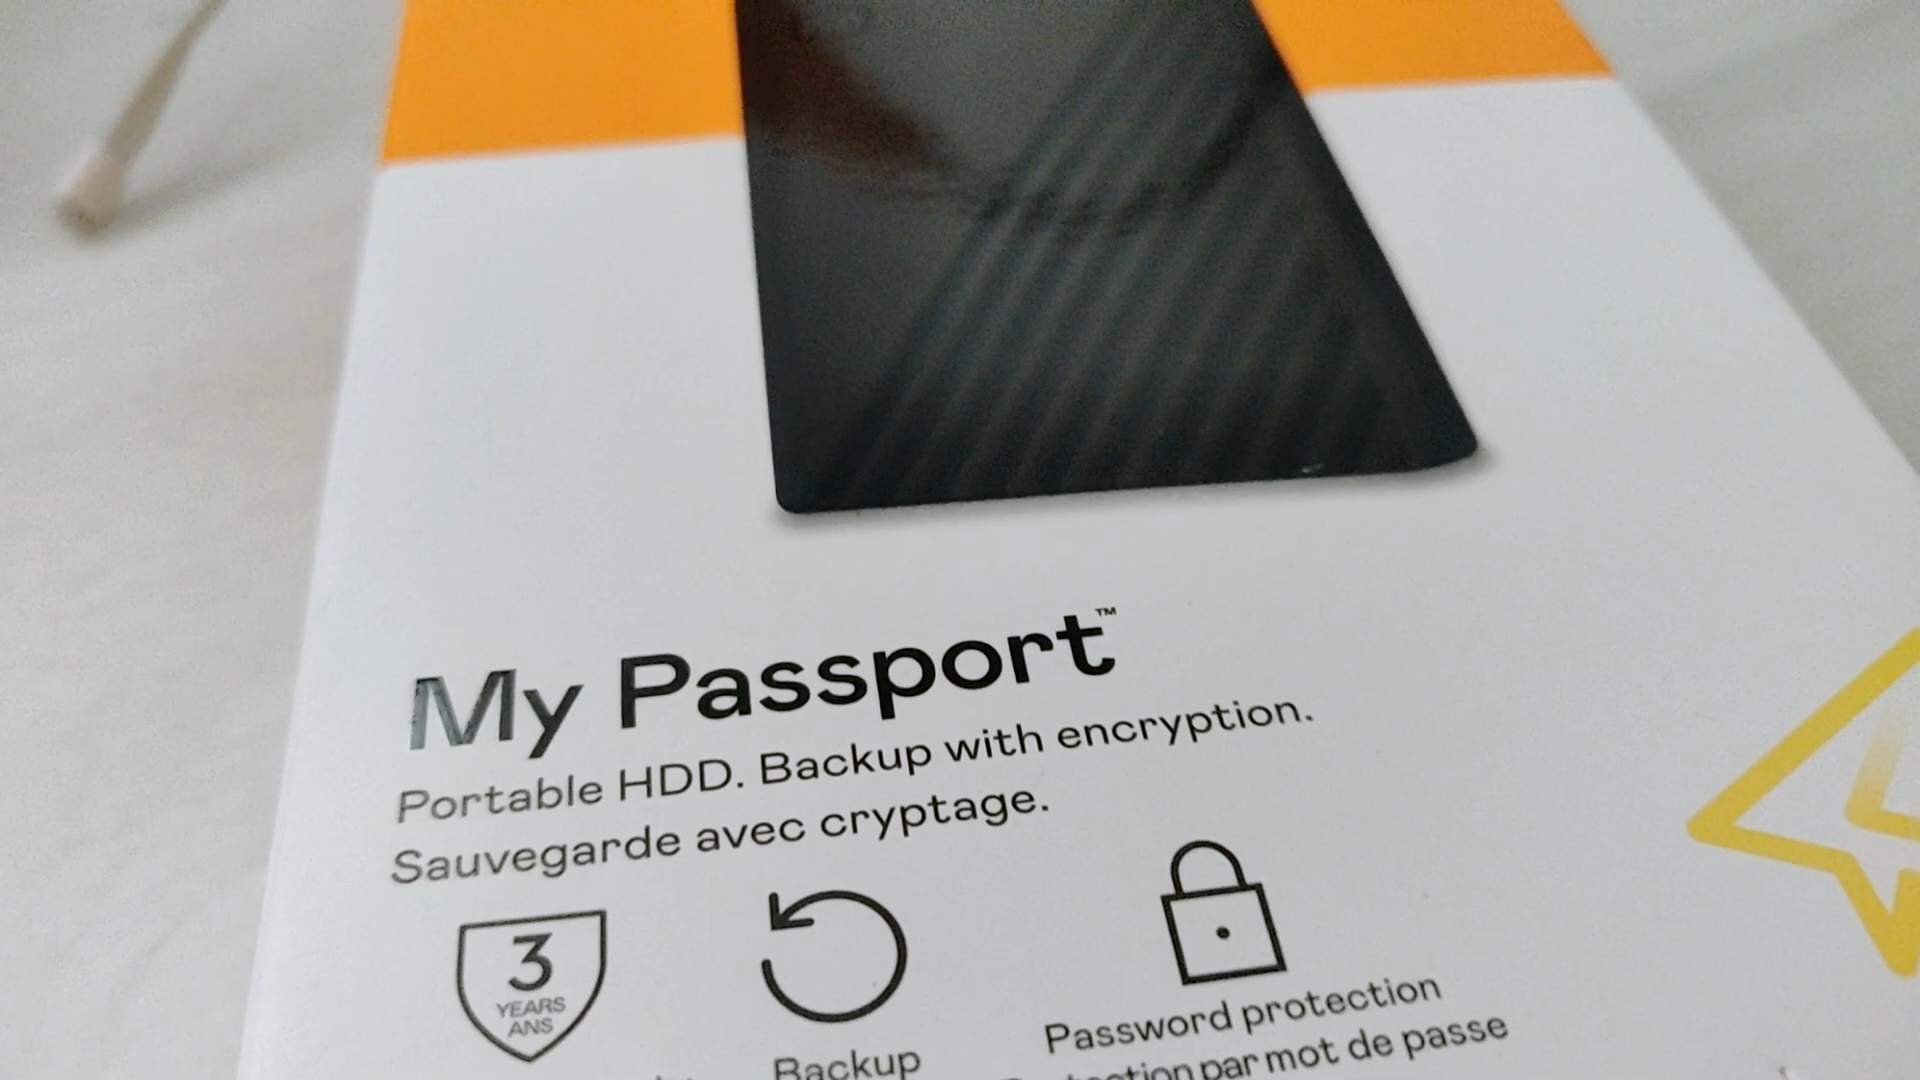 My Passport™
Portable HDD. Backup with encryption.
Sauvegarde avec cryptage.
3
YEARS
ANS
Backup
Password protection
par mot de passe